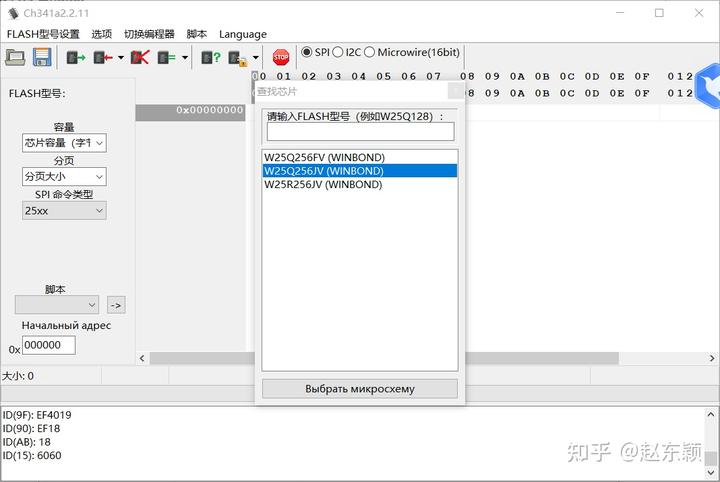 Ch341a2.2.11
FLASH型号设置 选项 切换编程器 脚本 Language
STOP SPI I2C Microwire(16bit)
00 01 02 03 04 05 06 07 08 09 0A 0B 0C 0D 0E 0F 012
08 09 0A 0B 0C 0D 0E 0F 012
FLASH型号:
0x00000000
容量
芯片容量（字节
分页
分页大小
SPI 命令类型
25xx
脚本
->
Начальный адрес
0x 000000
查找芯片
请输入FLASH型号（例如W25Q128）:
W25Q256FV (WINBOND)
W25Q256JV (WINBOND)
W25R256JV (WINBOND)
Выбрать микросхему
大小: 0
ID(9F): EF4019
ID(90): EF18
ID(AB): 18
ID(15): 6060
知乎 @赵东颖